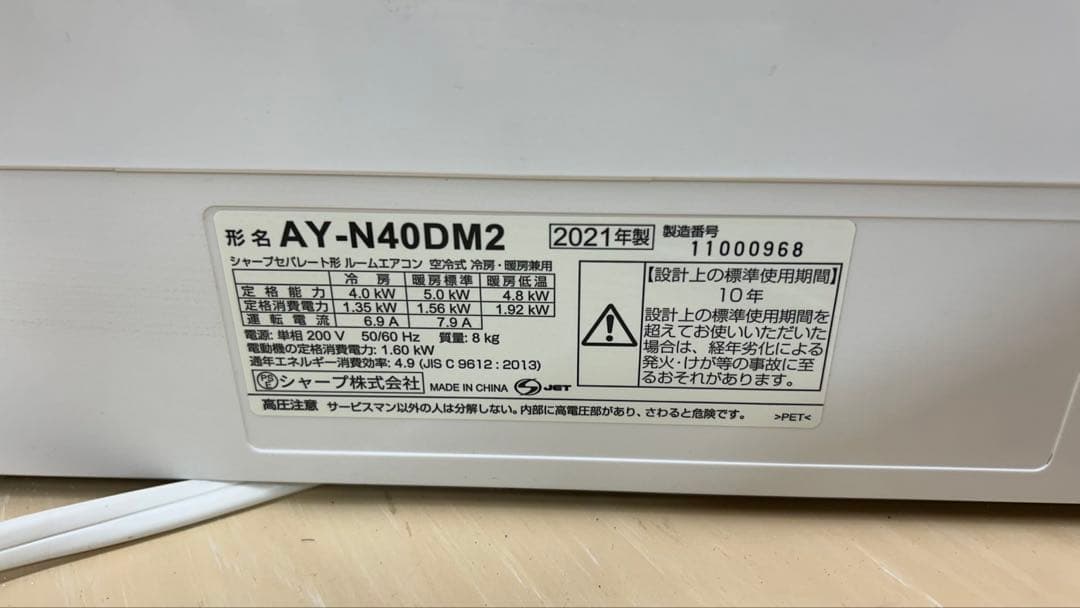 形名 AY-N40DM2 2021年製 製造番号 11000968
シャープセパレート形 ルームエアコン 空冷式 冷房・暖房兼用
冷房 暖房標準 暖房低温
定格能力 4.0 kW 5.0 kW 4.8 kW
定格消費電力 1.35 kW 1.56 kW 1.92 kW
運転電流 6.9 A 7.9 A
電源: 単相 200 V 50/60 Hz 質量: 8 kg
電動機の定格消費電力: 1.60 kW
通年エネルギー消費効率: 4.9 (JIS C 9612 : 2013)
PSE シャープ株式会社 MADE IN CHINA S JET
【設計上の標準使用期間】
10年
設計上の標準使用期間を
超えてお使いいただいた
場合は、経年劣化による
発火・けが等の事故に至
るおそれがあります。
高圧注意 サービスマン以外の人は分解しない。内部に高電圧部があり、さわると危険です。 >PET<